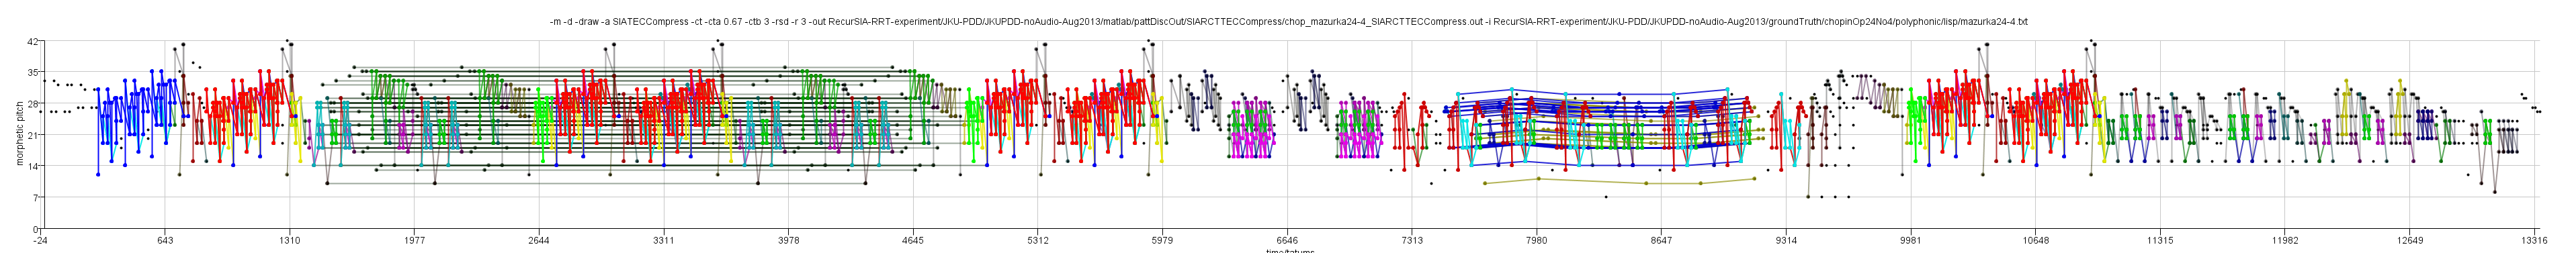 -m -d -draw -a SIATECCompress -ct -cta 0.67 -ctb 3 -rsd -r 3 -out RecurSIA-RRT-experiment/JKU-PDD/JKUPDD-noAudio-Aug2013/matlab/pattDiscOut/SIARCTTECCompress/chop_mazurka24-4_SIARCTTECCompress.out -i RecurSIA-RRT-experiment/JKU-PDD/JKUPDD-noAudio-Aug2013/groundTruth/chopinOp24No4/polyphonic/lisp/mazurka24-4.txt
morphetic pitch
42
35
28
21
14
7
0
-24 643 1310 1977 2644 3311 3978 4645 5312 5979 6646 7313 7980 8647 9314 9981 10648 11315 11982 12649 13316
time/tatums